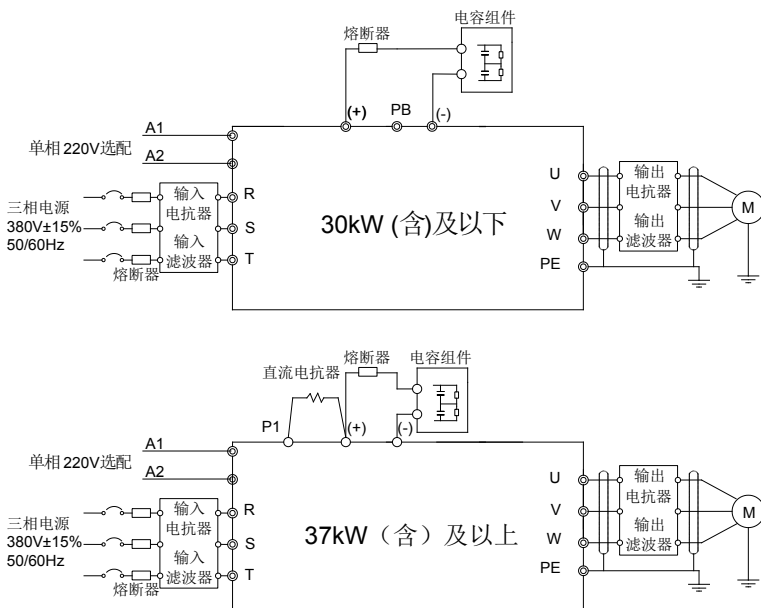 电容组件
熔断器
(+)
PB
(-)
A1
单相 220V选配
A2
U
输出
电抗器
输入
电抗器
R
三相电源
380V±15%
50/60Hz
S
30kW (含)及以下
V
M
输入
滤波器
T
W
输出
滤波器
熔断器
PE
熔断器
电容组件
直流电抗器
P1
(+)
(-)
A1
单相 220V选配
A2
U
输出
电抗器
输入
电抗器
R
三相电源
380V±15%
50/60Hz
S
37kW（含）及以上
V
M
输入
滤波器
T
W
输出
滤波器
熔断器
PE